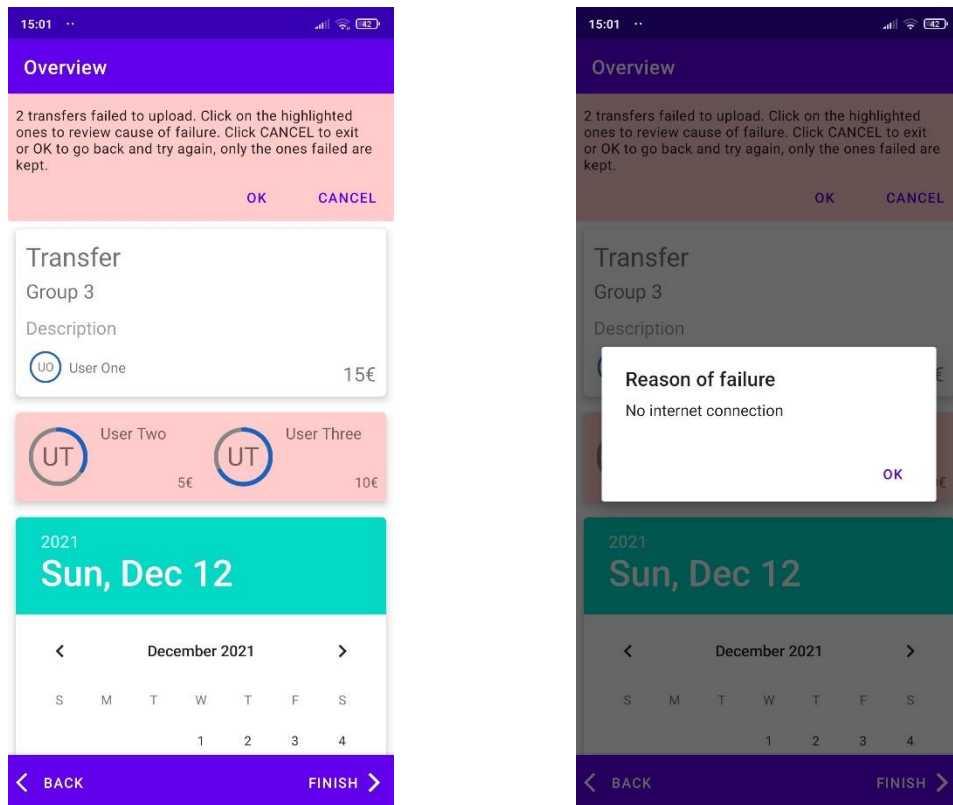 15:01
42
Overview
2 transfers failed to upload. Click on the highlighted
ones to review cause of failure. Click CANCEL to exit
or OK to go back and try again, only the ones failed are
kept.
OK CANCEL
Transfer
Group 3
Description
UO User One 15€
User Two User Three
UT UT
5€ 10€
2021
Sun, Dec 12
December 2021
S M T W T F S
1 2 3 4
BACK FINISH
15:01
42
Overview
2 transfers failed to upload. Click on the highlighted
ones to review cause of failure. Click CANCEL to exit
or OK to go back and try again, only the ones failed are
kept.
OK CANCEL
Transfer
Group 3
Description
€
Reason of failure
No internet connection
OK
€
2021
Sun, Dec 12
December 2021
S M T W T F S
1 2 3 4
BACK FINISH